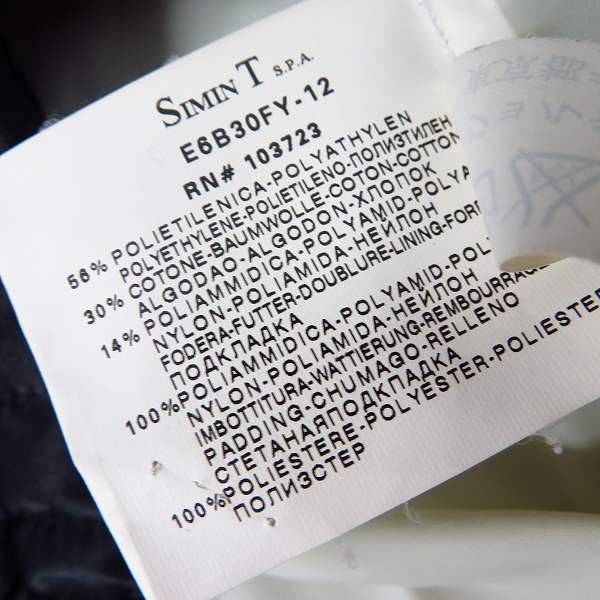 SIMINT S.P.A.
E6B30FY-12
RN# 103723
56% POLIETILENICA-POLYATHYLEN
POLYETHYLENE-POLIETILENO-ПОЛИЭТИЛЕН
30% COTONE-BAUMWOLLE-COTON-COTTON
ALGODAO-ALGODON-ХЛОПОК
14% POLIAMMIDICA-POLYAMID-POLYA
NYLON-POLIAMIDA-НЕЙЛОН
FODERA-FUTTER-DOUBLURE-LINING-FORR
ПОДКЛАДКА
100% POLIAMMIDICA-POLYAMID-POL
NYLON-POLIAMIDA-НЕЙЛОН
IMBOTTITURA-WATTIERUNG-REMBOURRAGE
PADDING-CHUMAGO-RELLENO
СТЕТАНАЯПОДКЛАДКА
100% POLIESTERE-POLYESTER-POLIESTER
ПОЛИЗСТЕР